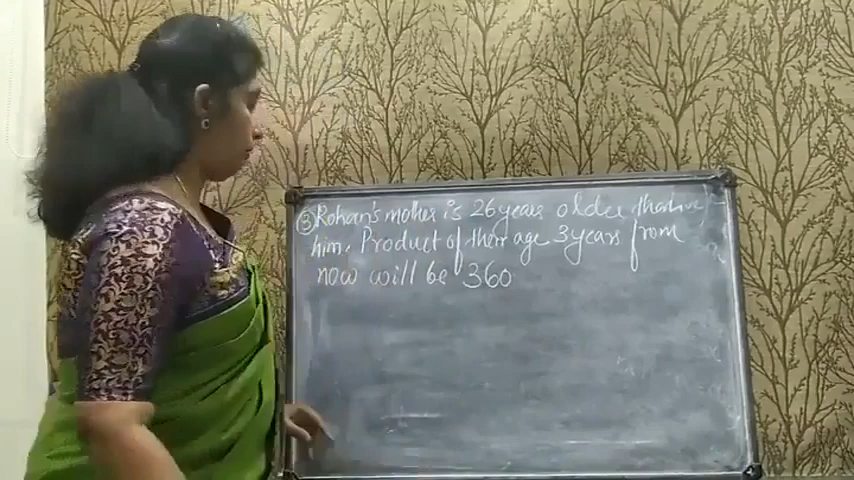 ③ Rohan's mother is 26 years older than
him. Product of their age 3 years from
now will be 360